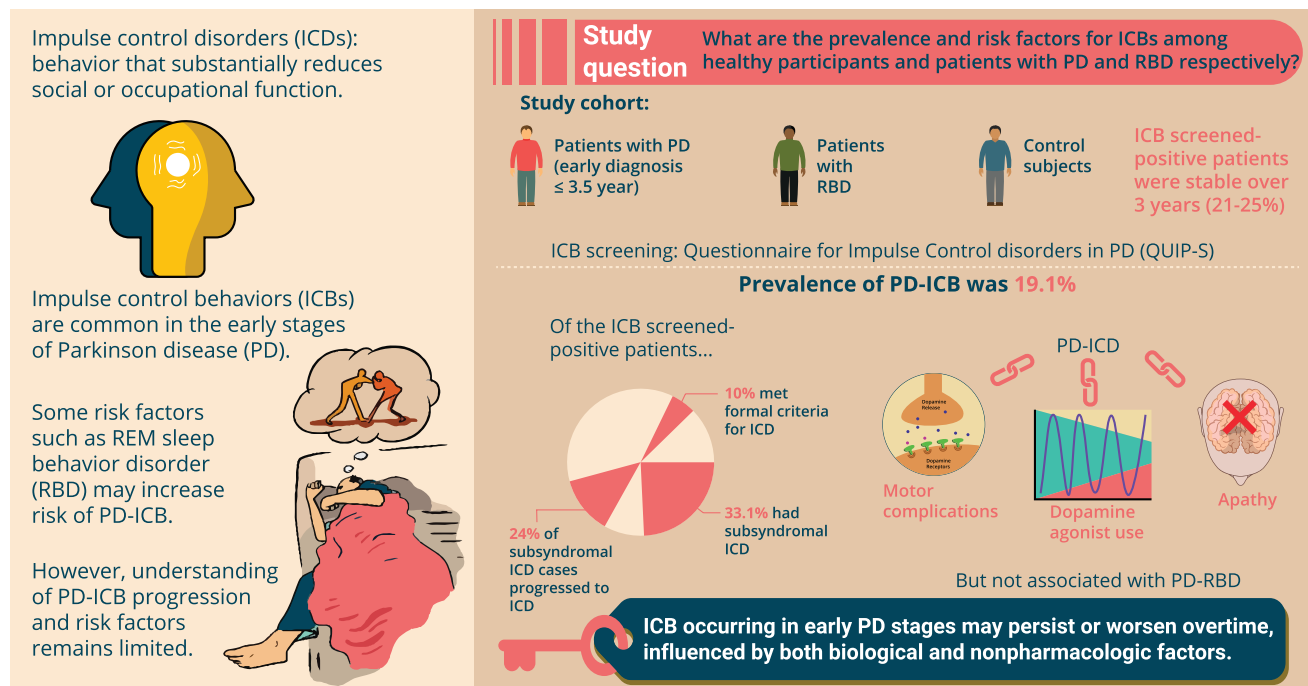 Impulse control disorders (ICDs):
behavior that substantially reduces
social or occupational function.
Impulse control behaviors (ICBs)
are common in the early stages
of Parkinson disease (PD).
Some risk factors
such as REM sleep
behavior disorder
(RBD) may increase
risk of PD-ICB.
However, understanding
of PD-ICB progression
and risk factors
remains limited.
Study
question
What are the prevalence and risk factors for ICBs among
healthy participants and patients with PD and RBD respectively?
Study cohort:
Patients with PD
(early diagnosis
≤ 3.5 year)
Patients
with
RBD
Control
subjects
ICB screened-
positive patients
were stable over
3 years (21-25%)
ICB screening: Questionnaire for Impulse Control disorders in PD (QUIP-S)
Prevalence of PD-ICB was 19.1%
Of the ICB screened-
positive patients...
10% met
formal criteria
for ICD
33.1% had
subsyndromal
ICD
24% of
subsyndromal
ICD cases
progressed to
ICD
PD-ICD
Dopamine
Release
Dopamine
Receptors
Motor
complications
Dopamine
agonist use
Apathy
But not associated with PD-RBD
ICB occurring in early PD stages may persist or worsen overtime,
influenced by both biological and nonpharmacologic factors.